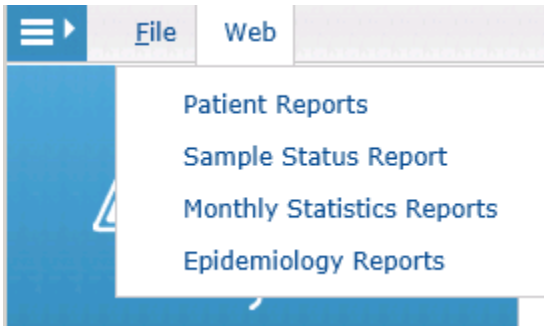 File Web
Patient Reports
Sample Status Report
Monthly Statistics Reports
Epidemiology Reports